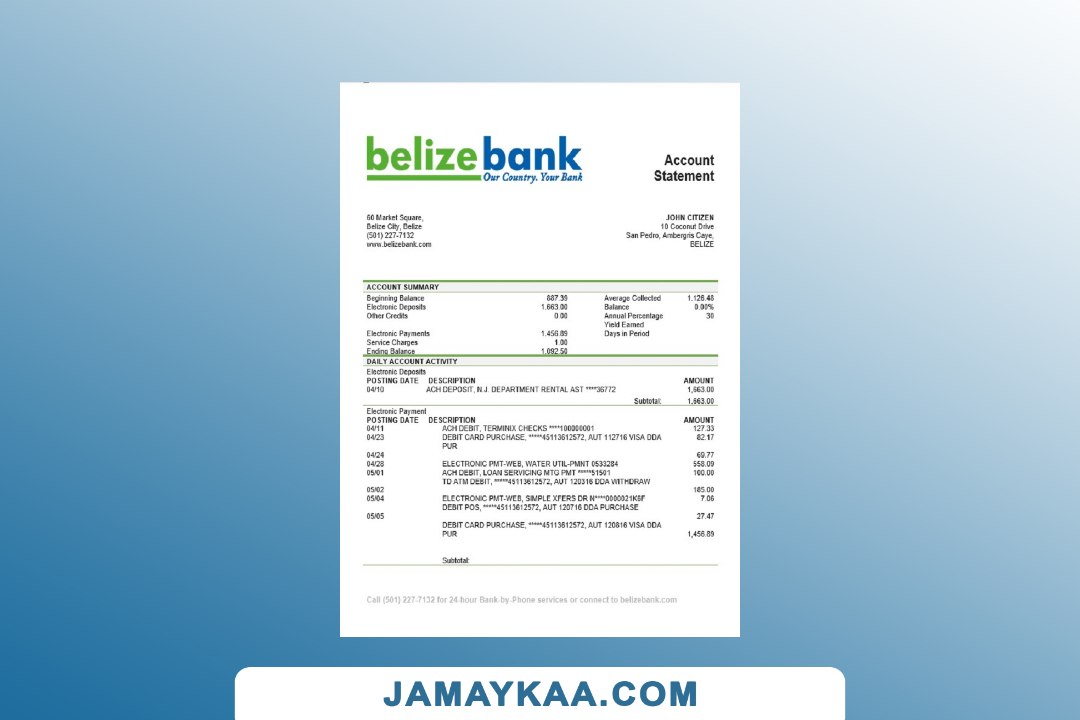 belizebank
Our Country. Your Bank
Account
Statement
60 Market Square,
Belize City, Belize
(501) 227-7132
www.belizebank.com
JOHN CITIZEN
10 Coconut Drive
San Pedro, Ambergris Caye,
BELIZE
ACCOUNT SUMMARY
Beginning Balance 887.39 Average Collected 1,126.48
Electronic Deposits 1,663.00 Balance 0.00%
Other Credits 0.00 Annual Percentage 30
Yield Earned
Electronic Payments 1,456.89 Days in Period
Service Charges 1.00
Ending Balance 1,092.50
DAILY ACCOUNT ACTIVITY
Electronic Deposits
POSTING DATE DESCRIPTION AMOUNT
04/10 ACH DEPOSIT, N.J. DEPARTMENT RENTAL AST ****36772 1,663.00
Subtotal: 1,663.00
Electronic Payment
POSTING DATE DESCRIPTION AMOUNT
04/11 ACH DEBIT, TERMINIX CHECKS ****100000001 127.33
04/23 DEBIT CARD PURCHASE, *****45113612572, AUT 112716 VISA DDA 82.17
PUR
04/24 69.77
04/28 ELECTRONIC PMT-WEB, WATER UTIL-PMNT 0533284 558.09
05/01 ACH DEBIT, LOAN SERVICING MTG PMT *****51501 100.00
TD ATM DEBIT, *****45113612572, AUT 120316 DDA WITHDRAW
05/02 185.00
05/04 ELECTRONIC PMT-WEB, SIMPLE XFERS DR N****0000021K6F 7.06
DEBIT POS, *****45113612572, AUT 120716 DDA PURCHASE
05/05 27.47
DEBIT CARD PURCHASE, *****45113612572, AUT 120816 VISA DDA
PUR 1,456.89
Subtotal:
Call (501) 227-7132 for 24-hour Bank-by-Phone services or connect to belizebank.com
JAMAYKAA.COM